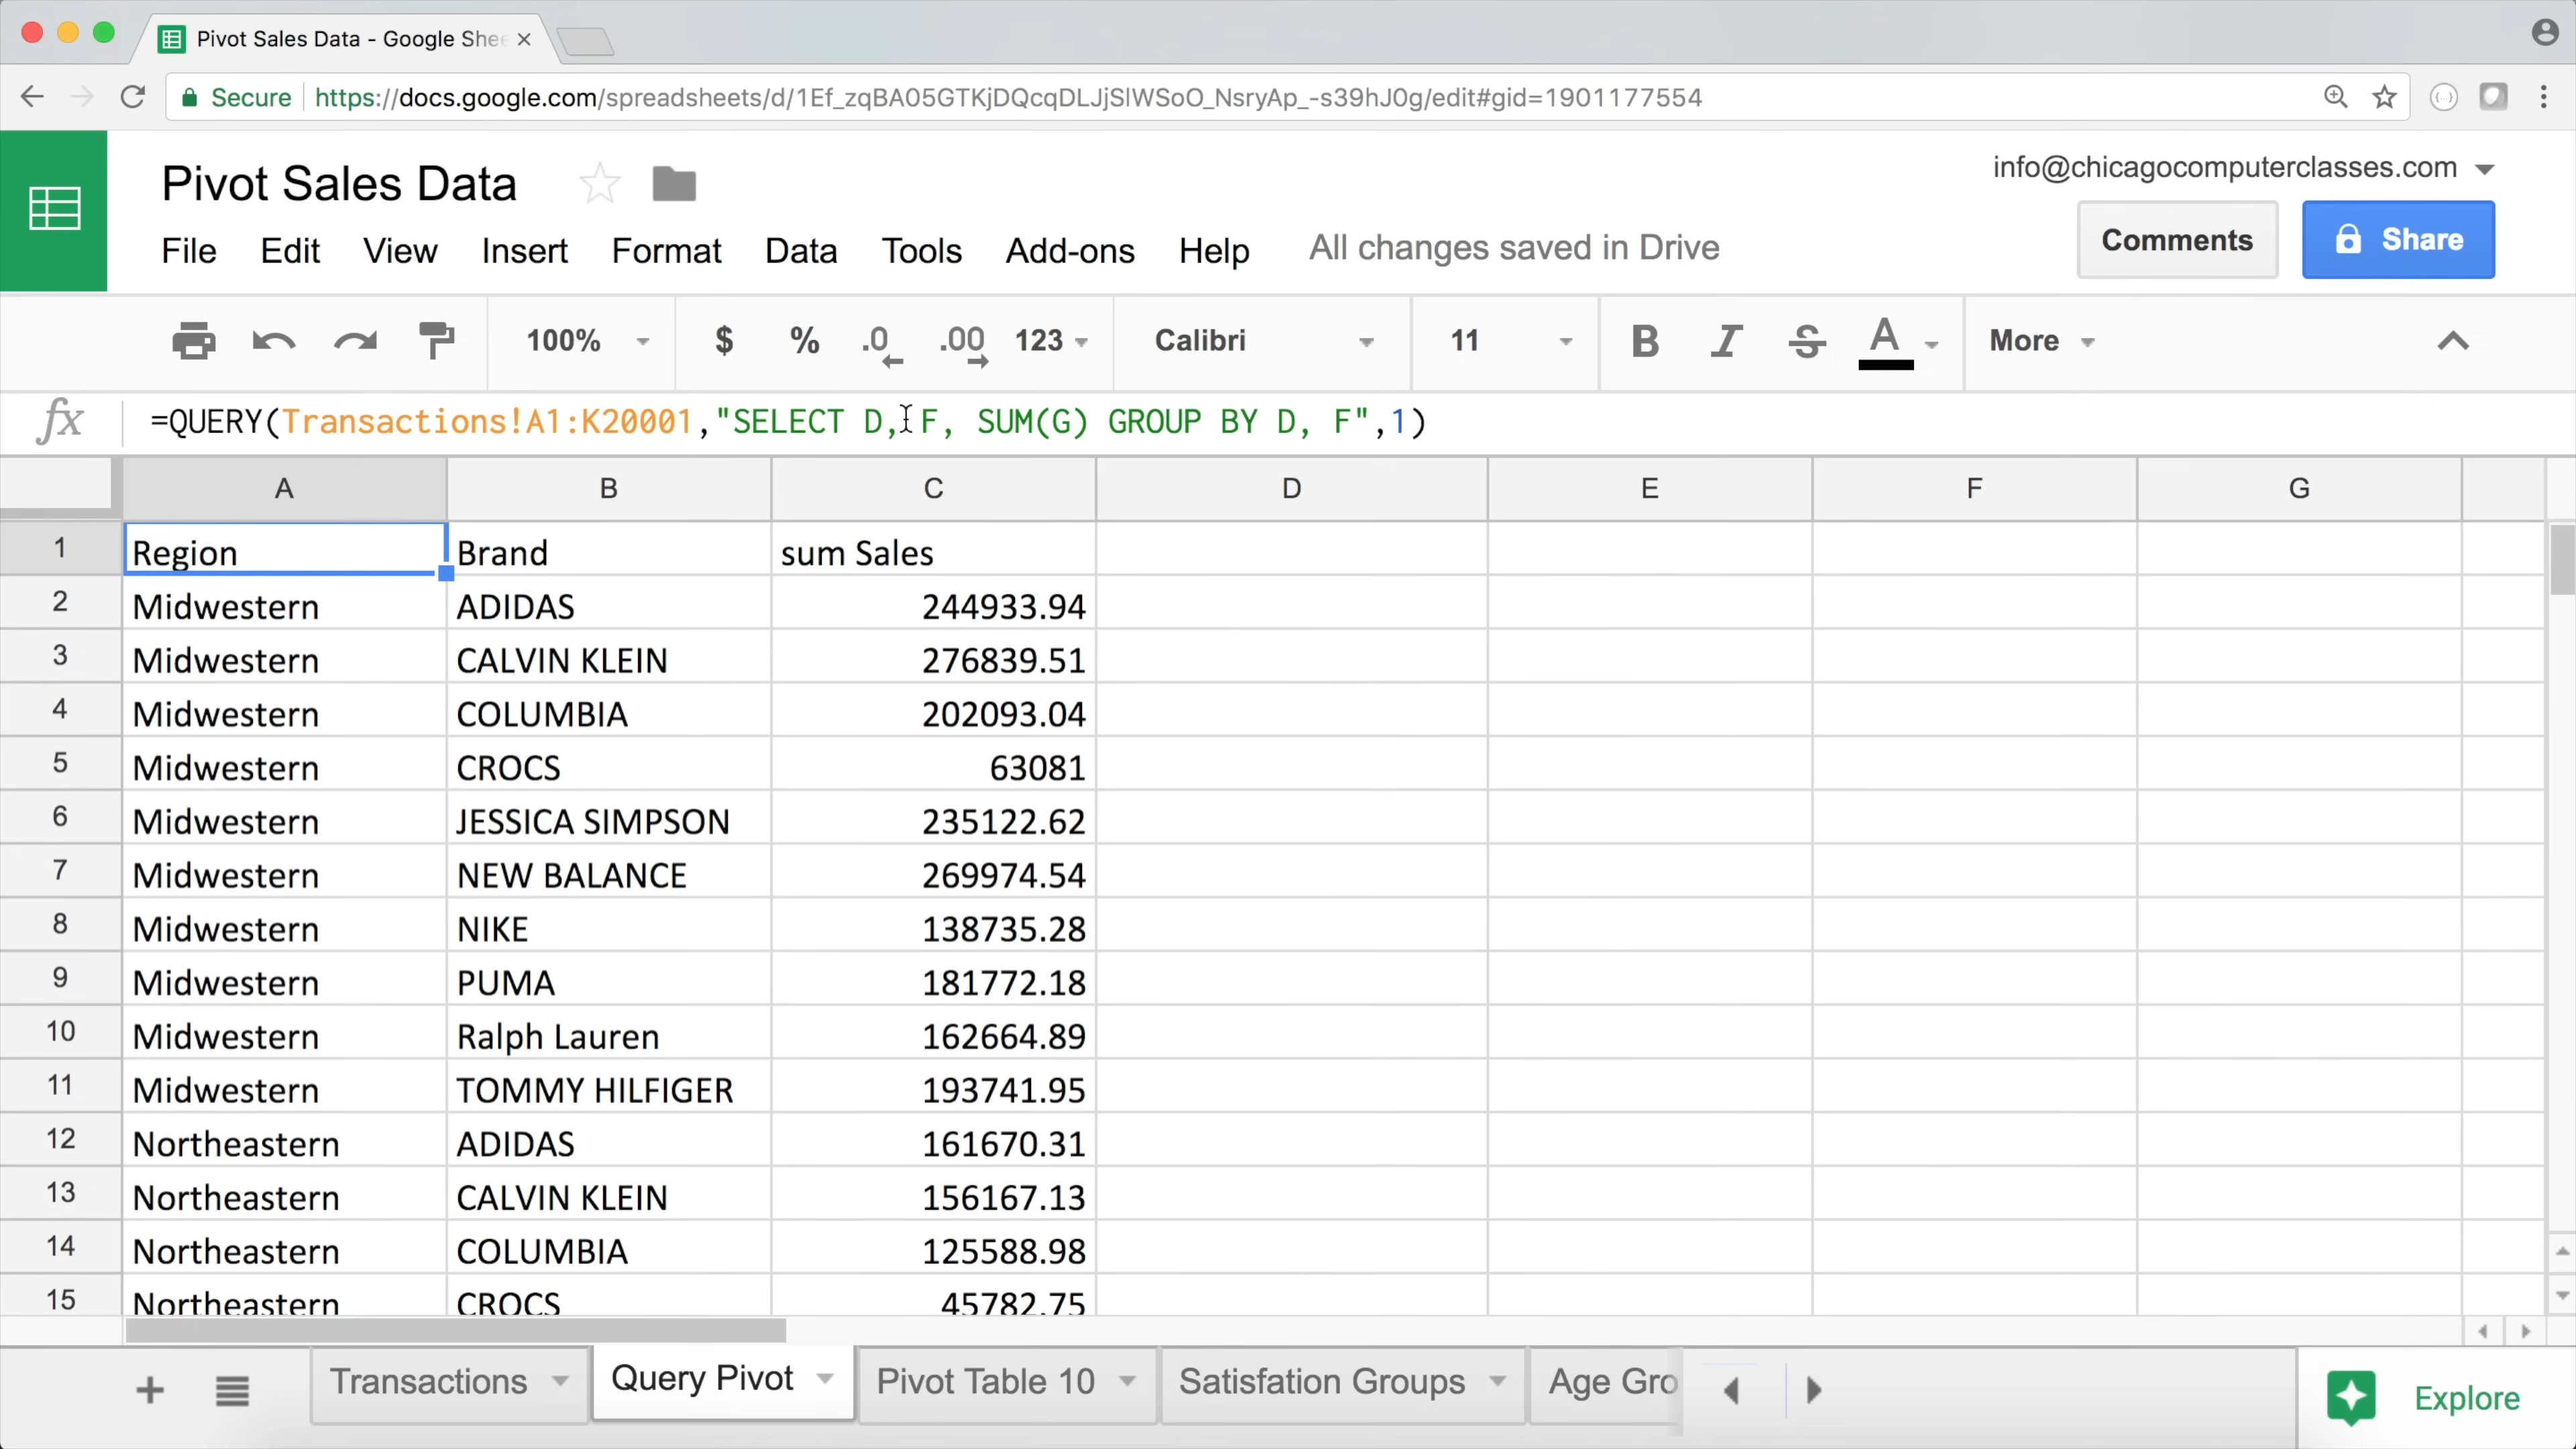 Pivot Sales Data - Google Shee
Secure https://docs.google.com/spreadsheets/d/1Ef_zqBA05GTKjDQcqDLJjSlWSoO_NsryAp_-s39hJ0g/edit#gid=1901177554
Pivot Sales Data
info@chicagocomputerclasses.com
File Edit View Insert Format Data Tools Add-ons Help All changes saved in Drive
Comments Share
100% $ % .0 .00 123 Calibri 11 B I S A More
fx =QUERY(Transactions!A1:K20001,"SELECT D, F, SUM(G) GROUP BY D, F",1)
A B C D E F G
1 Region Brand sum Sales
2 Midwestern ADIDAS 244933.94
3 Midwestern CALVIN KLEIN 276839.51
4 Midwestern COLUMBIA 202093.04
5 Midwestern CROCS 63081
6 Midwestern JESSICA SIMPSON 235122.62
7 Midwestern NEW BALANCE 269974.54
8 Midwestern NIKE 138735.28
9 Midwestern PUMA 181772.18
10 Midwestern Ralph Lauren 162664.89
11 Midwestern TOMMY HILFIGER 193741.95
12 Northeastern ADIDAS 161670.31
13 Northeastern CALVIN KLEIN 156167.13
14 Northeastern COLUMBIA 125588.98
15 Northeastern CROCS 45782.75
Transactions Query Pivot Pivot Table 10 Satisfation Groups Age Gro Explore